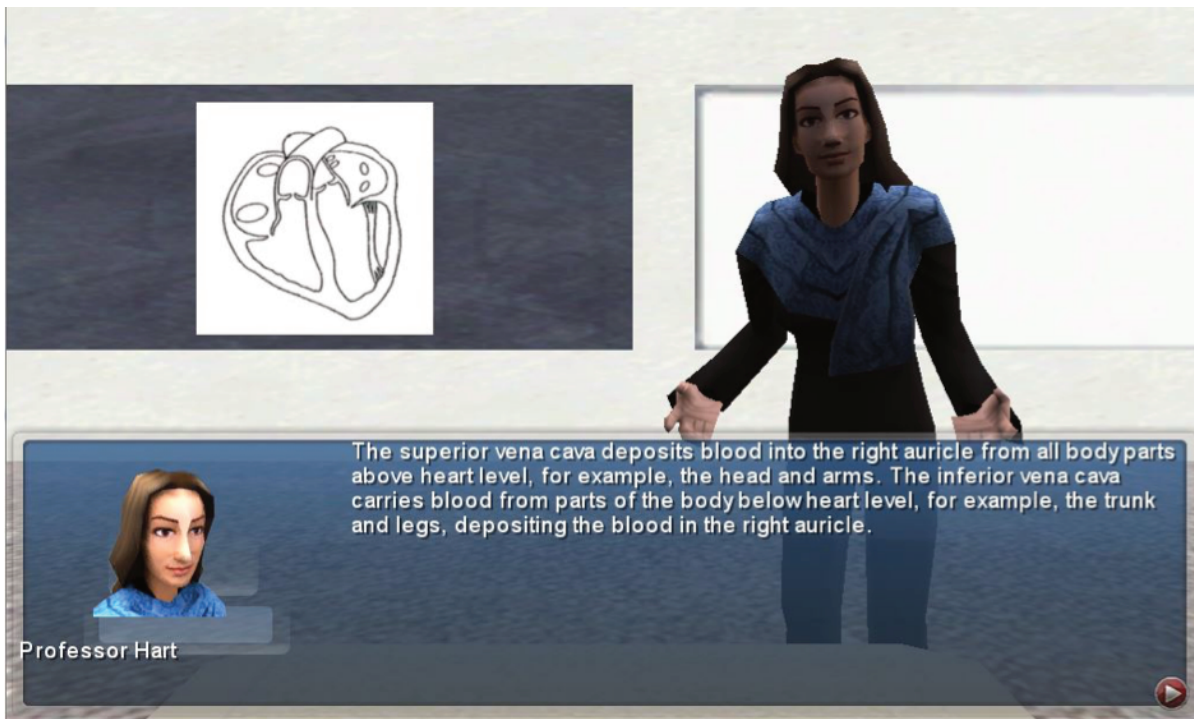 The superior vena cava deposits blood into the right auricle from all body parts
above heart level, for example, the head and arms. The inferior vena cava
carries blood from parts of the body below heart level, for example, the trunk
and legs, depositing the blood in the right auricle.
Professor Hart